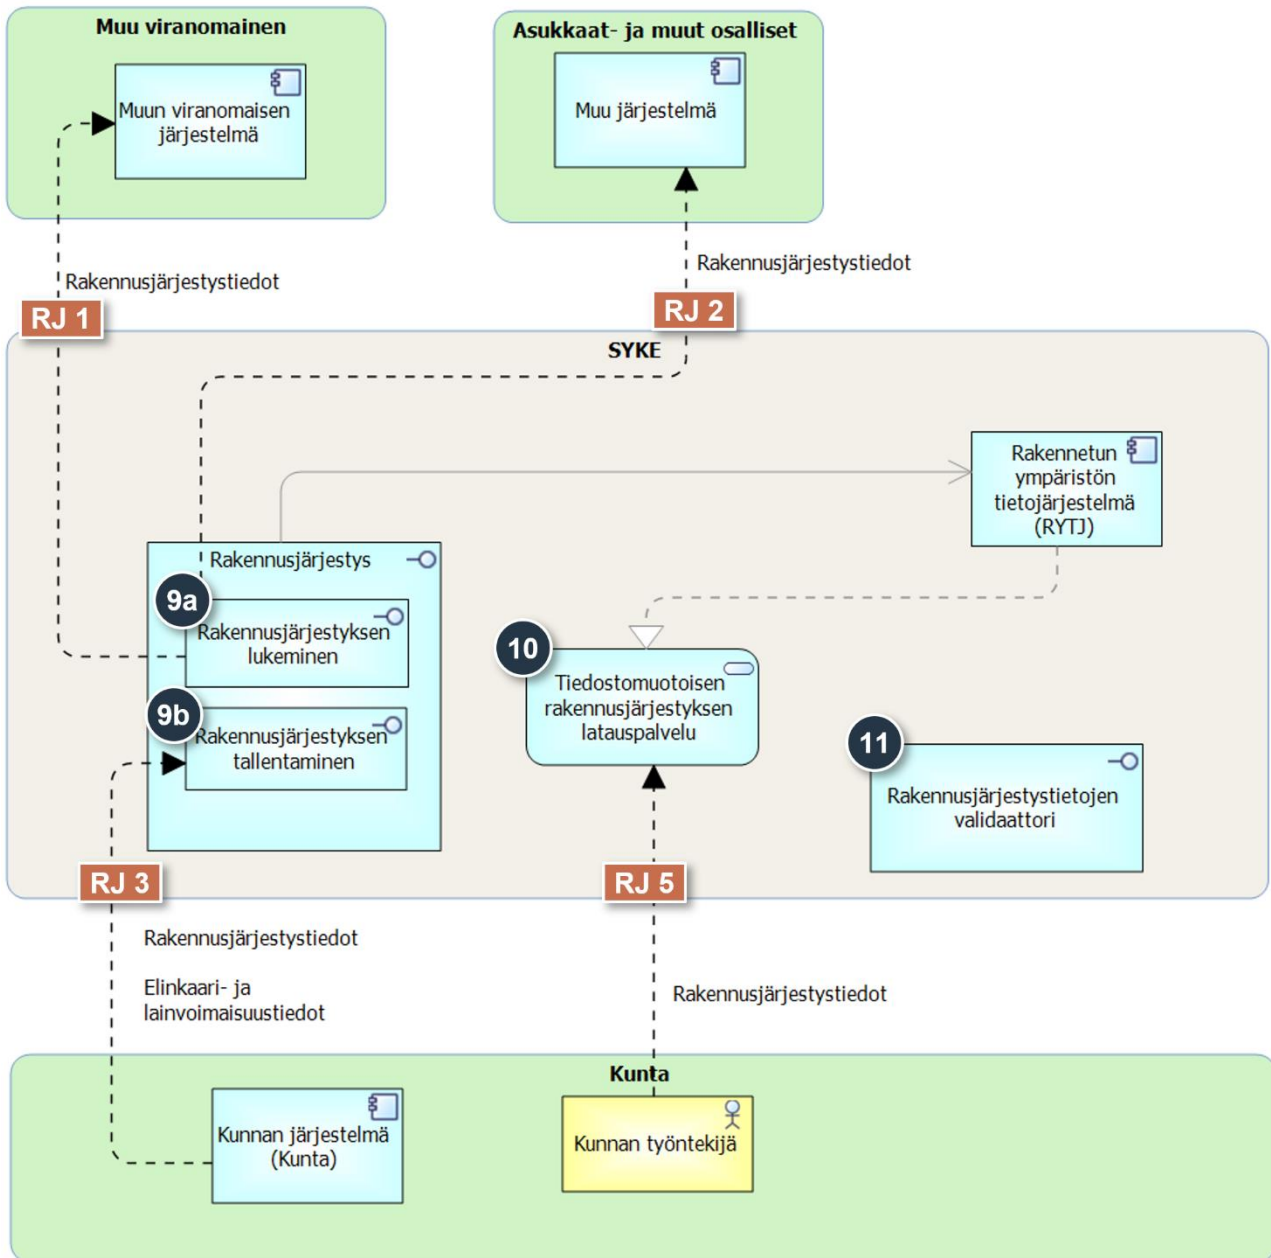 Muu viranomainen
Muun viranomaisen
järjestelmä
Asukkaat- ja muut osalliset
Muu järjestelmä
Rakennusjärjestystiedot
RJ 1
Rakennusjärjestystiedot
RJ 2
SYKE
Rakennetun
ympäristön
tietojärjestelmä
(RYTJ)
Rakennusjärjestys
9a
Rakennusjärjestyksen
lukeminen
9b
Rakennusjärjestyksen
tallentaminen
10
Tiedostomuotoisen
rakennusjärjestyksen
latauspalvelu
11
Rakennusjärjestystietojen
validaattori
RJ 3
RJ 5
Rakennusjärjestystiedot
Elinkaari- ja
lainvoimaisuustiedot
Rakennusjärjestystiedot
Kunta
Kunnan järjestelmä
(Kunta)
Kunnan työntekijä